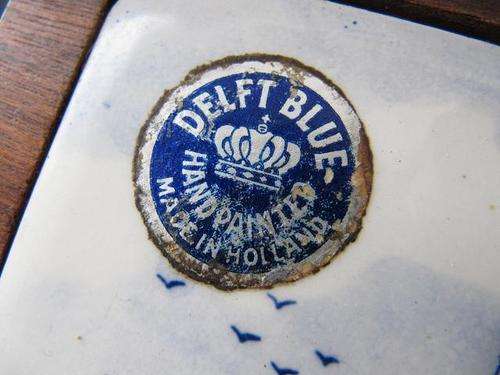 DELFT BLUE
HAND PAINTED
MADE IN HOLLAND